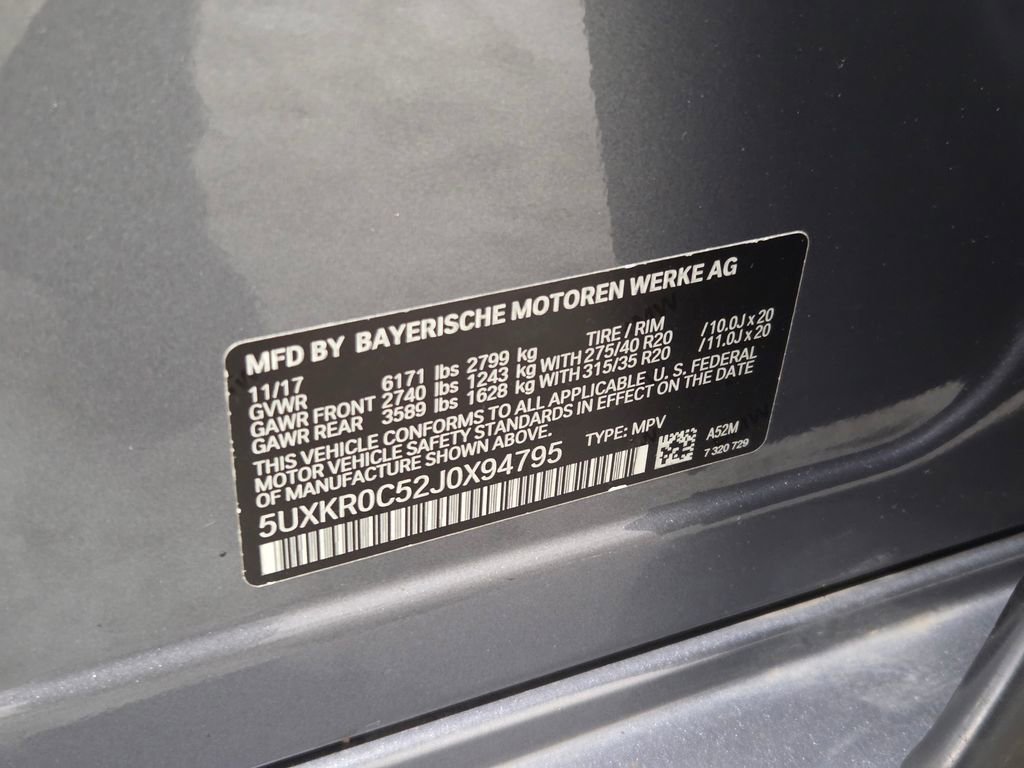 MFD BY BAYERISCHE MOTOREN WERKE AG
11/17 TIRE / RIM
GVWR 6171 lbs 2799 kg
GAWR FRONT 2740 lbs 1243 kg WITH 275/40 R20 /10.0J x 20
GAWR REAR 3589 lbs 1628 kg WITH 315/35 R20 /11.0J x 20
THIS VEHICLE CONFORMS TO ALL APPLICABLE U. S. FEDERAL
MOTOR VEHICLE SAFETY STANDARDS IN EFFECT ON THE DATE
OF MANUFACTURE SHOWN ABOVE.
TYPE: MPV A52M
5UXKR0C52J0X94795 7 320 729